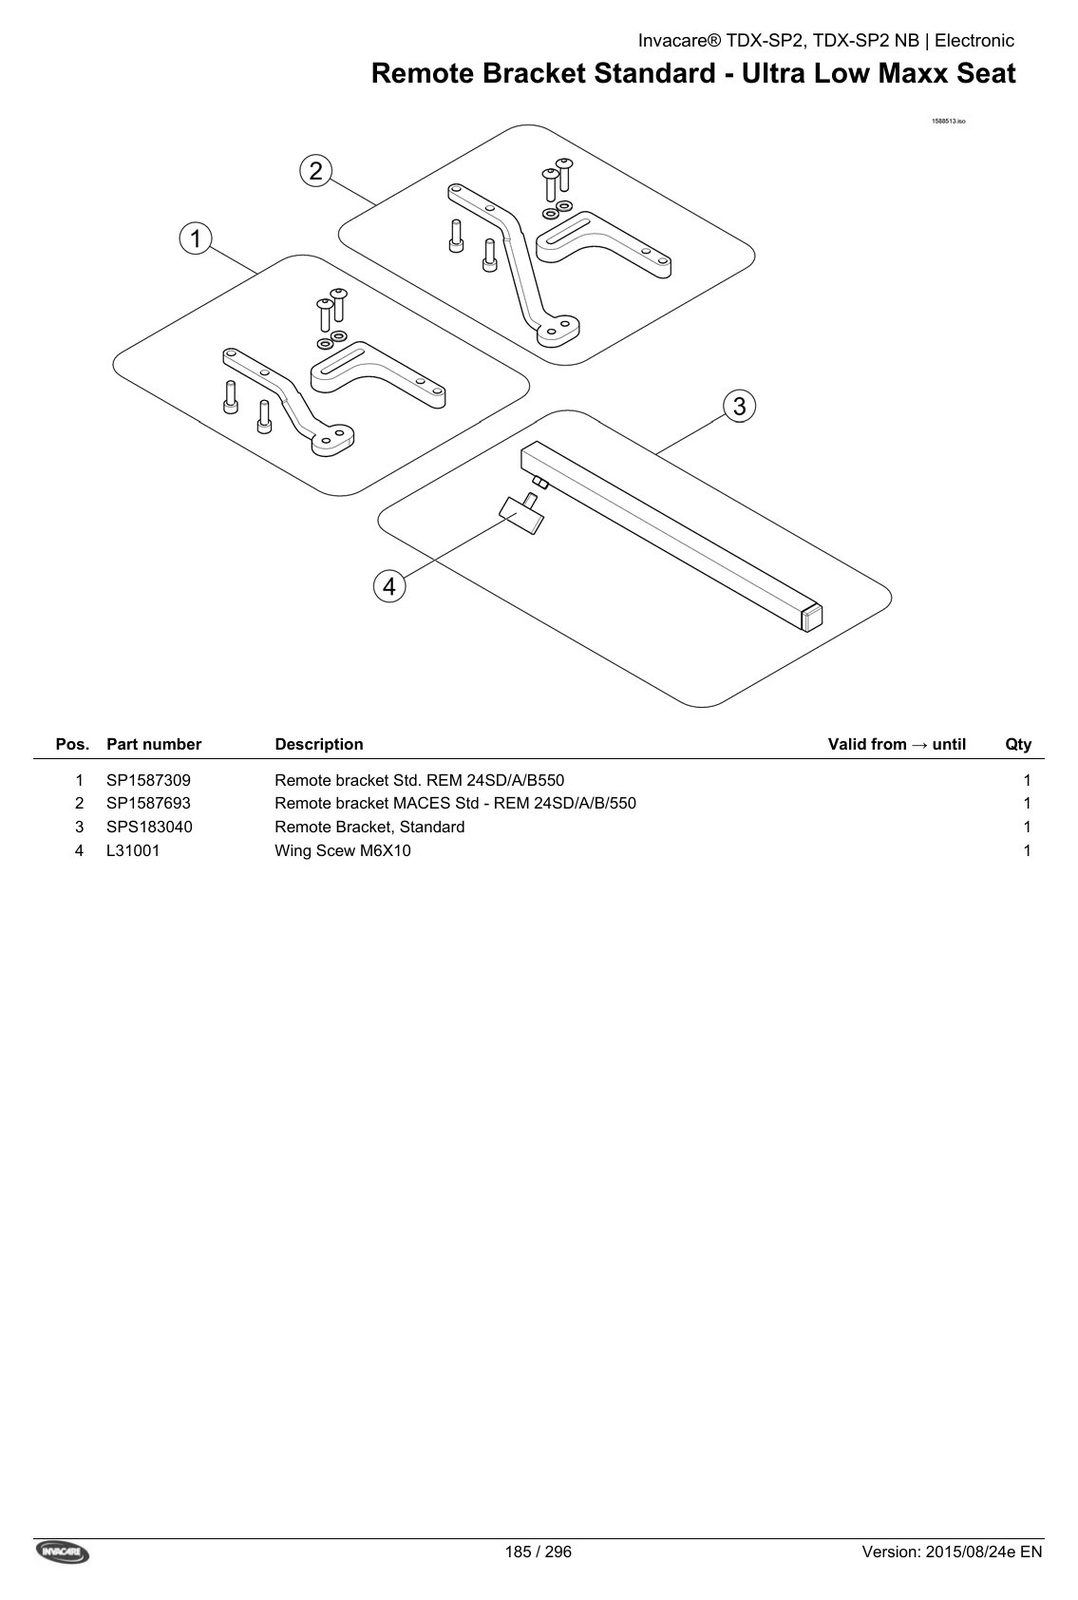 Invacare® TDX-SP2, TDX-SP2 NB | Electronic
Remote Bracket Standard - Ultra Low Maxx Seat
1588513.iso
2
1
3
4
Pos. Part number Description Valid from → until Qty
1 SP1587309 Remote bracket Std. REM 24SD/A/B550 1
2 SP1587693 Remote bracket MACES Std - REM 24SD/A/B/550 1
3 SPS183040 Remote Bracket, Standard 1
4 L31001 Wing Scew M6X10 1
INVACARE 185 / 296 Version: 2015/08/24e EN